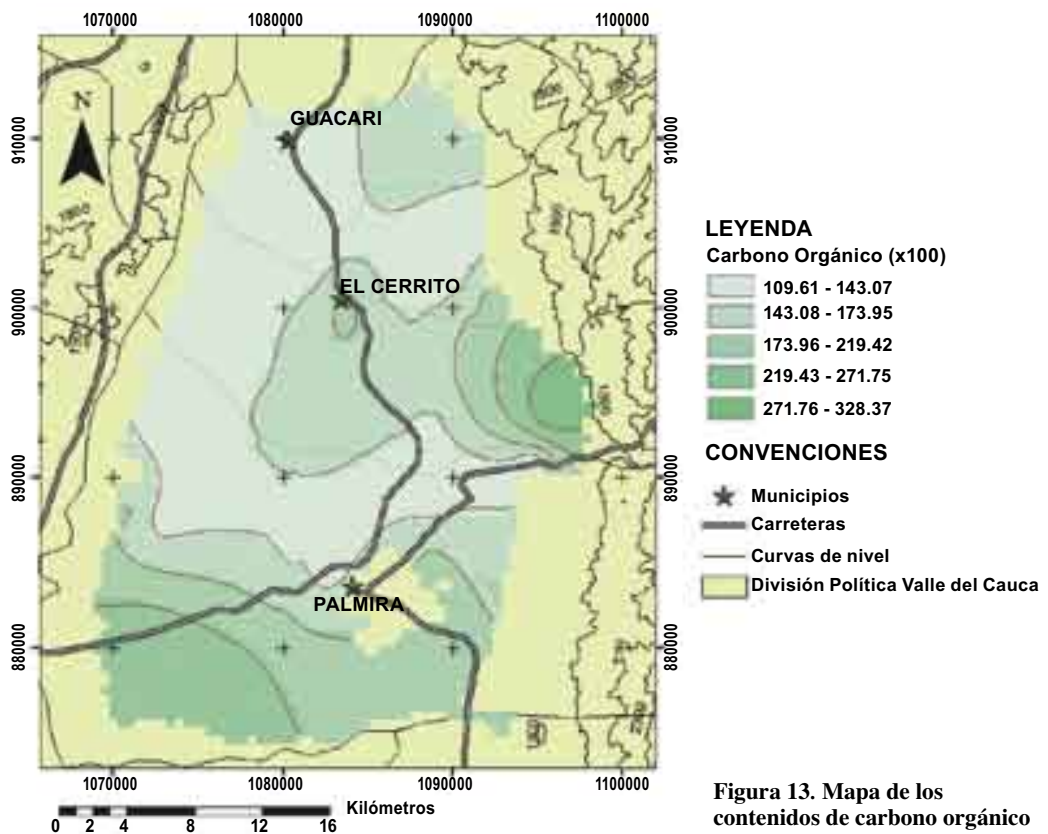 1070000 1080000 1090000 1100000
910000
900000
890000
880000
910000
900000
890000
880000
N
GUACARI
EL CERRITO
PALMIRA
1070000 1080000 1090000 1100000
Kilómetros
0 2 4 8 12 16
LEYENDA
Carbono Orgánico (x100)
109.61 - 143.07
143.08 - 173.95
173.96 - 219.42
219.43 - 271.75
271.76 - 328.37
CONVENCIONES
Municipios
Carreteras
Curvas de nivel
División Política Valle del Cauca
Figura 13. Mapa de los
contenidos de carbono orgánico